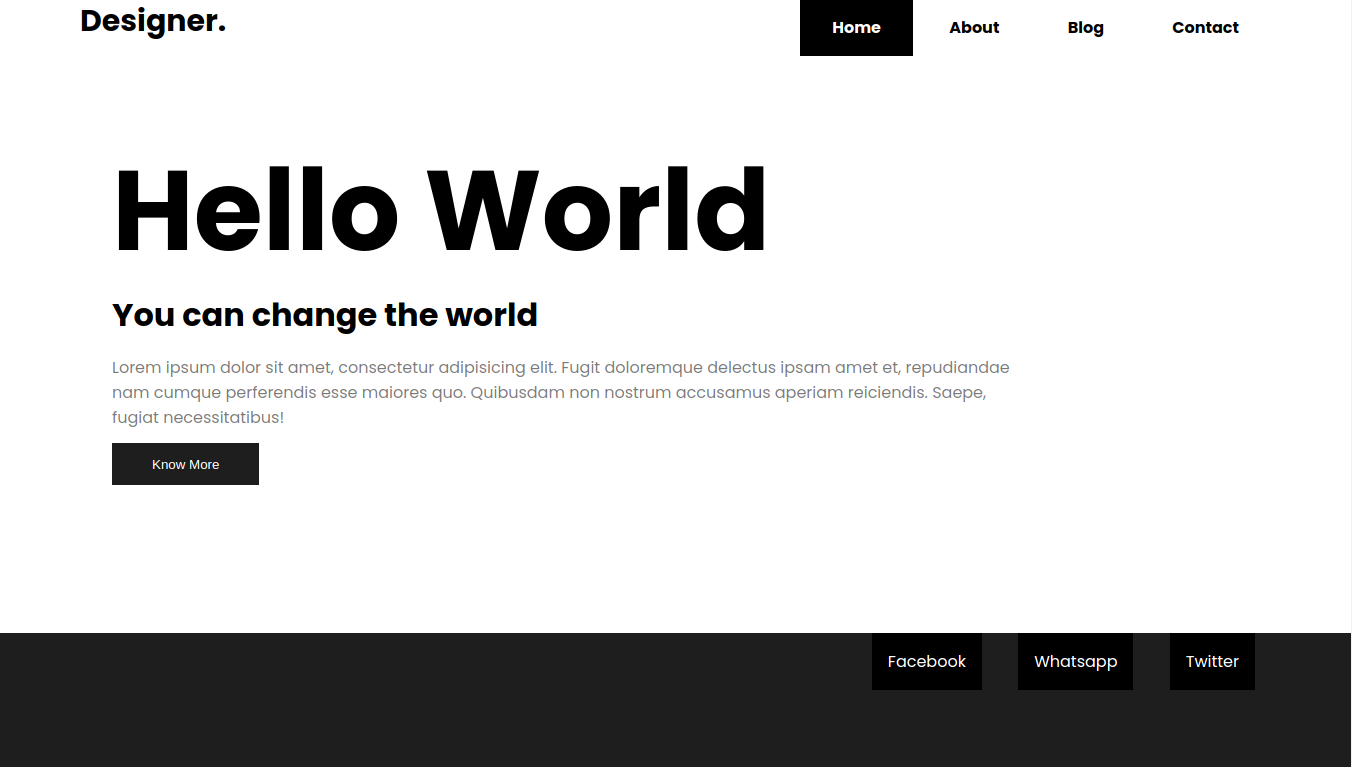 Designer.
Home About Blog Contact
Hello World
You can change the world
Lorem ipsum dolor sit amet, consectetur adipisicing elit. Fugit doloremque delectus ipsam amet et, repudiandae
nam cumque perferendis esse maiores quo. Quibusdam non nostrum accusamus aperiam reiciendis. Saepe,
fugiat necessitatibus!
Know More
Facebook Whatsapp Twitter